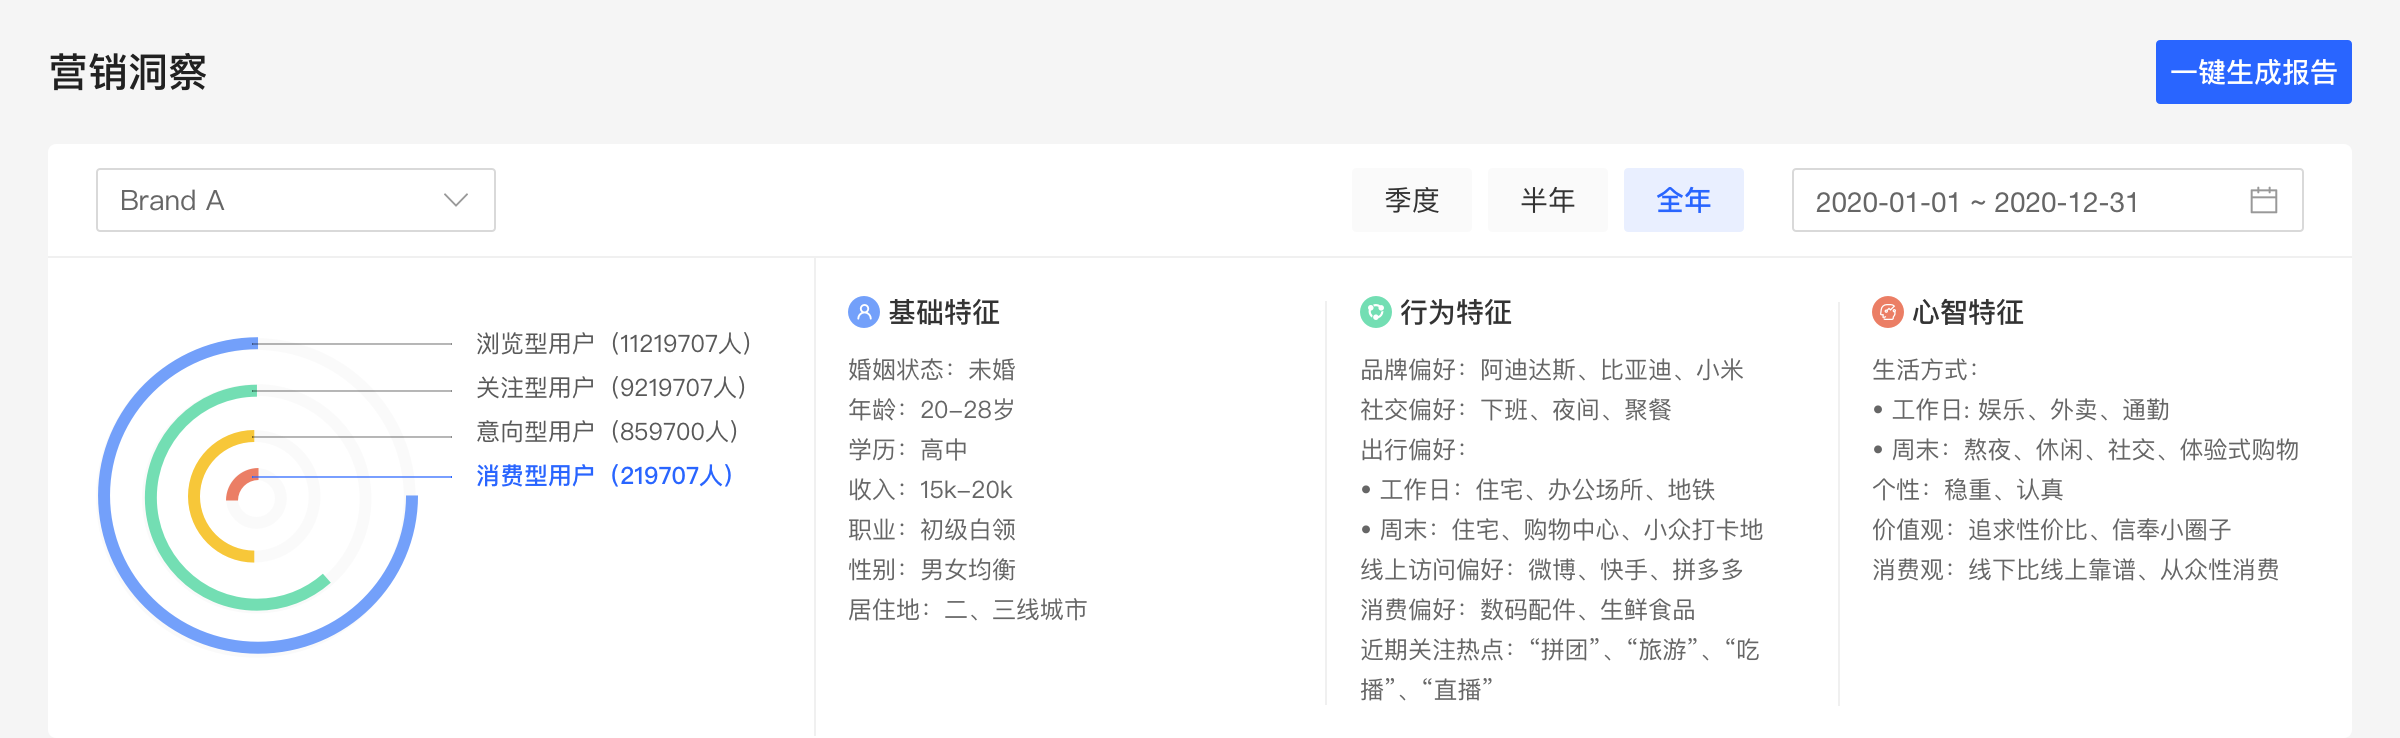 营销洞察
一键生成报告
Brand A
季度
半年
全年
2020-01-01 ~ 2020-12-31
浏览型用户（11219707人）
关注型用户（9219707人）
意向型用户（859700人）
消费型用户（219707人）
基础特征
婚姻状态：未婚
年龄：20-28岁
学历：高中
收入：15k-20k
职业：初级白领
性别：男女均衡
居住地：二、三线城市
行为特征
品牌偏好：阿迪达斯、比亚迪、小米
社交偏好：下班、夜间、聚餐
出行偏好：
• 工作日：住宅、办公场所、地铁
• 周末：住宅、购物中心、小众打卡地
线上访问偏好：微博、快手、拼多多
消费偏好：数码配件、生鲜食品
近期关注热点：“拼团”、“旅游”、“吃
播”、“直播”
心智特征
生活方式：
• 工作日: 娱乐、外卖、通勤
• 周末：熬夜、休闲、社交、体验式购物
个性：稳重、认真
价值观：追求性价比、信奉小圈子
消费观：线下比线上靠谱、从众性消费